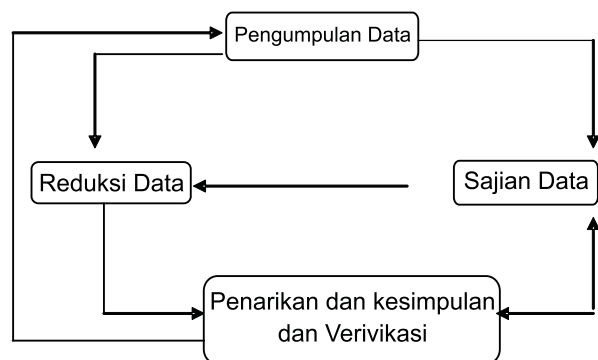 Pengumpulan Data
Reduksi Data
Sajian Data
Penarikan dan kesimpulan
dan Verivikasi